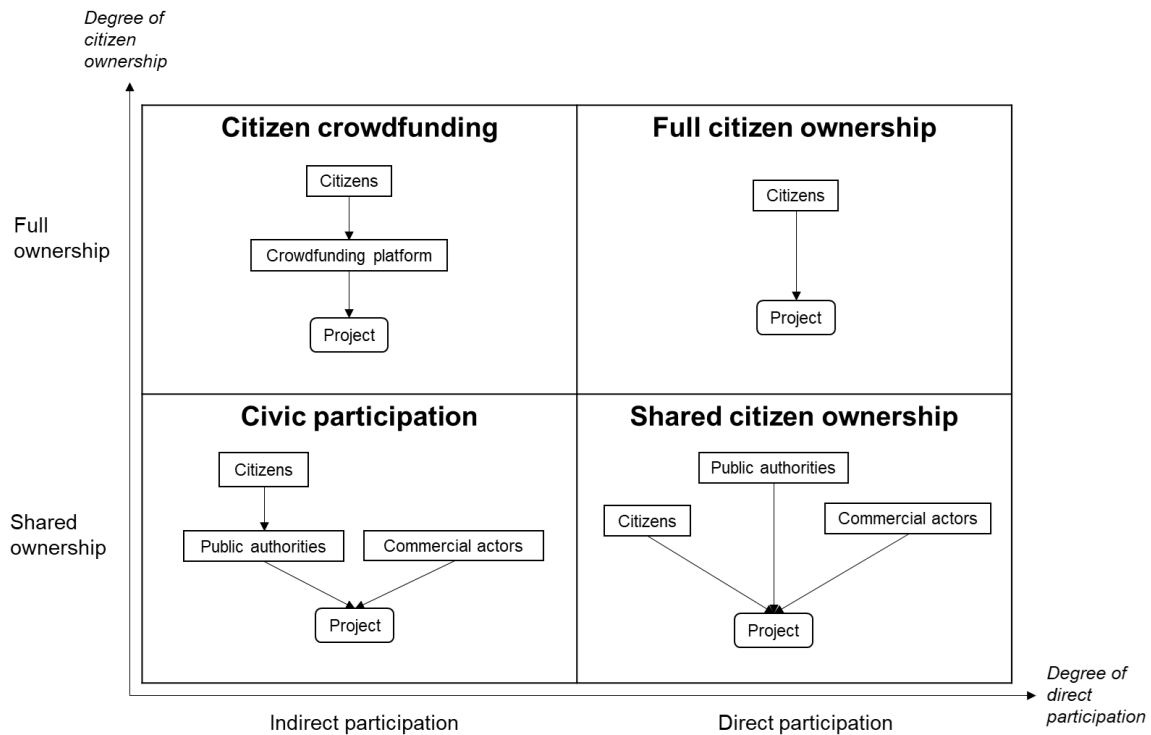 Degree of
citizen
ownership
Citizen crowdfunding
Full citizen ownership
Citizens
Crowdfunding platform
Project
Citizens
Project
Full
ownership
Civic participation
Shared citizen ownership
Citizens
Public authorities
Commercial actors
Project
Public authorities
Citizens
Commercial actors
Project
Shared
ownership
Indirect participation
Direct participation
Degree of
direct
participation